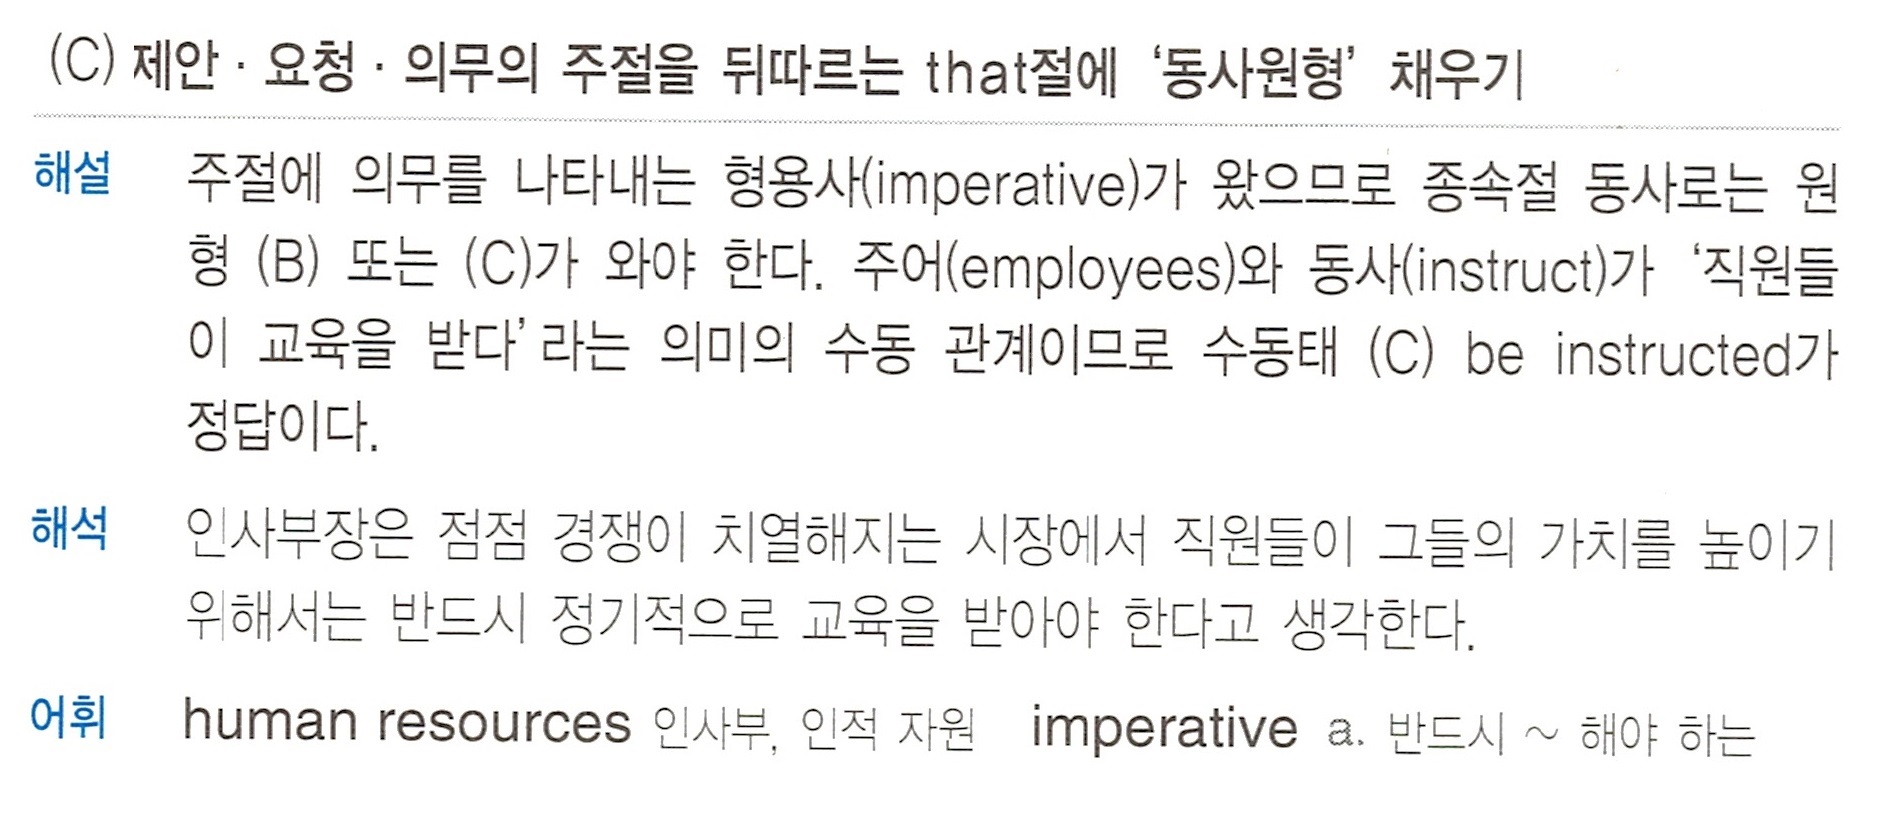 (C) 제안 · 요청 · 의무의 주절을 뒤따르는 that절에 ‘동사원형’ 채우기
해설 주절에 의무를 나타내는 형용사(imperative)가 왔으므로 종속절 동사로는 원
형 (B) 또는 (C)가 와야 한다. 주어(employees)와 동사(instruct)가 ‘직원들
이 교육을 받다’라는 의미의 수동 관계이므로 수동태 (C) be instructed가
정답이다.
해석 인사부장은 점점 경쟁이 치열해지는 시장에서 직원들이 그들의 가치를 높이기
위해서는 반드시 정기적으로 교육을 받아야 한다고 생각한다.
어휘 human resources 인사부, 인적 자원 imperative a. 반드시 ~ 해야 하는